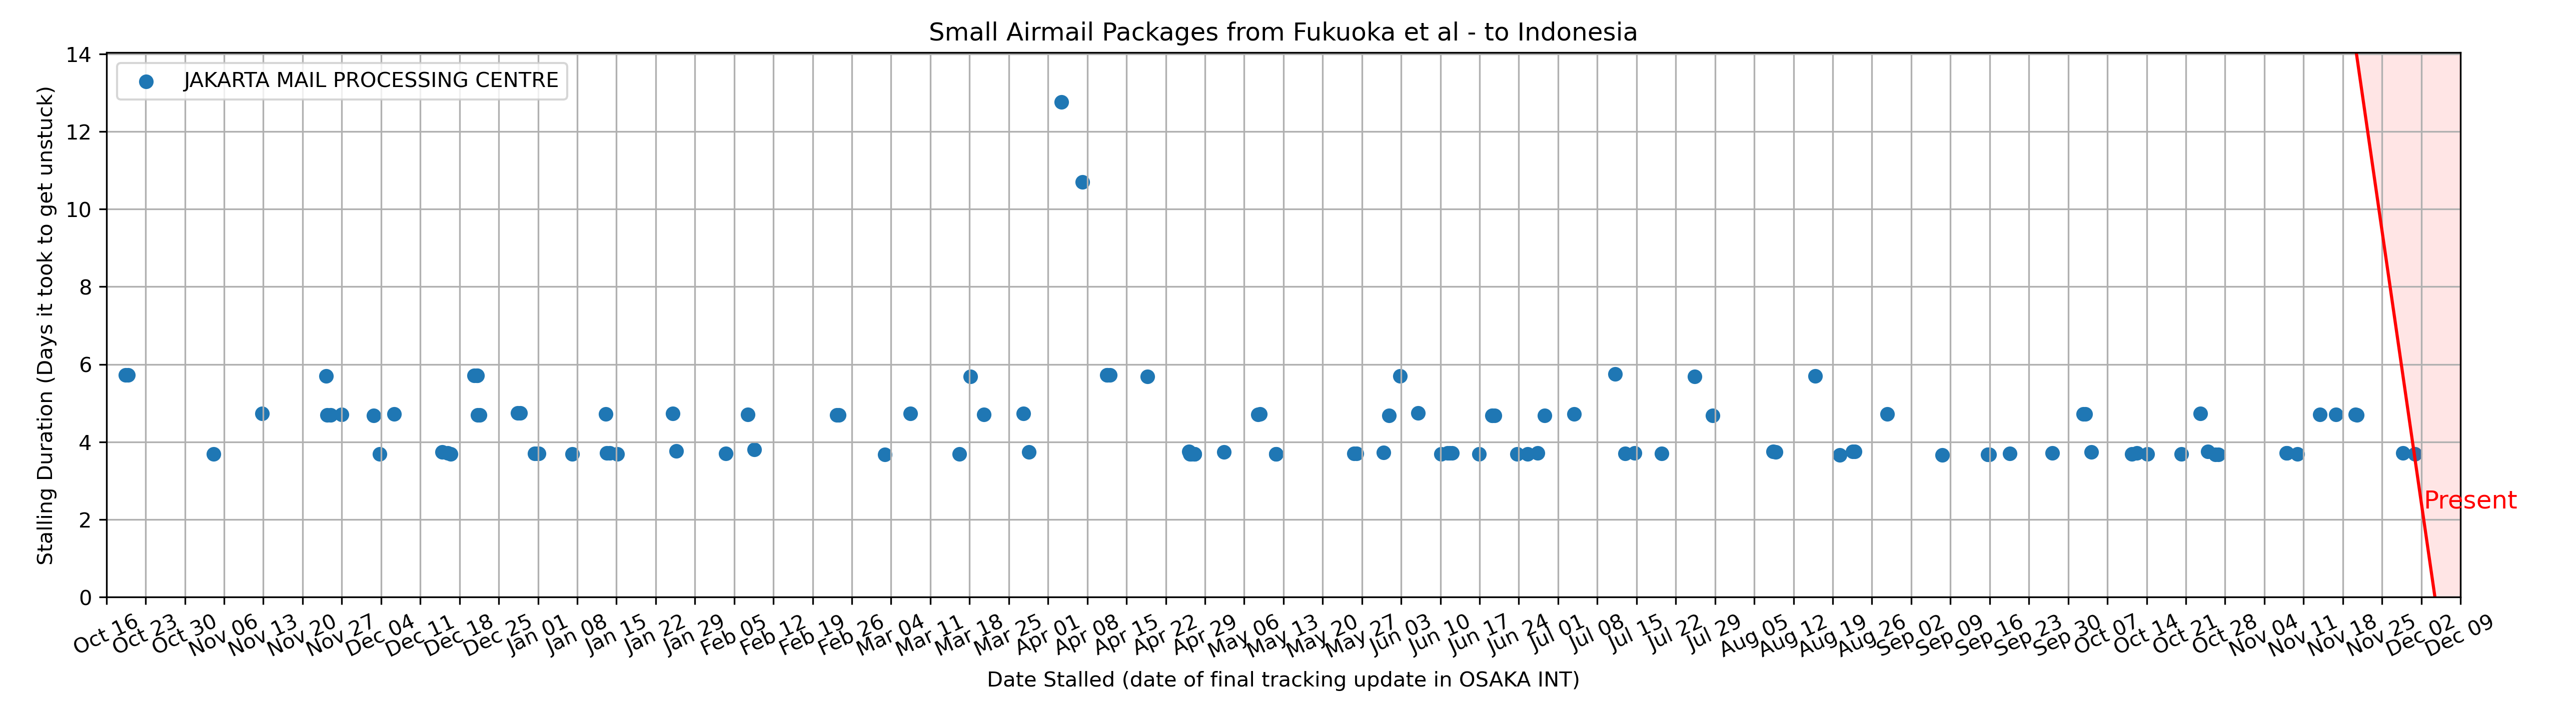 Small Airmail Packages from Fukuoka et al - to Indonesia
JAKARTA MAIL PROCESSING CENTRE
Stalling Duration (Days it took to get unstuck)
14
12
10
8
6
4
2
0
Present
Oct 16
Oct 23
Oct 30
Nov 06
Nov 13
Nov 20
Nov 27
Dec 04
Dec 11
Dec 18
Dec 25
Jan 01
Jan 08
Jan 15
Jan 22
Jan 29
Feb 05
Feb 12
Feb 19
Feb 26
Mar 04
Mar 11
Mar 18
Mar 25
Apr 01
Apr 08
Apr 15
Apr 22
Apr 29
May 06
May 13
May 20
May 27
Jun 03
Jun 10
Jun 17
Jun 24
Jul 01
Jul 08
Jul 15
Jul 22
Jul 29
Aug 05
Aug 12
Aug 19
Aug 26
Sep 02
Sep 09
Sep 16
Sep 23
Sep 30
Oct 07
Oct 14
Oct 21
Oct 28
Nov 04
Nov 11
Nov 18
Nov 25
Dec 02
Dec 09
Date Stalled (date of final tracking update in OSAKA INT)